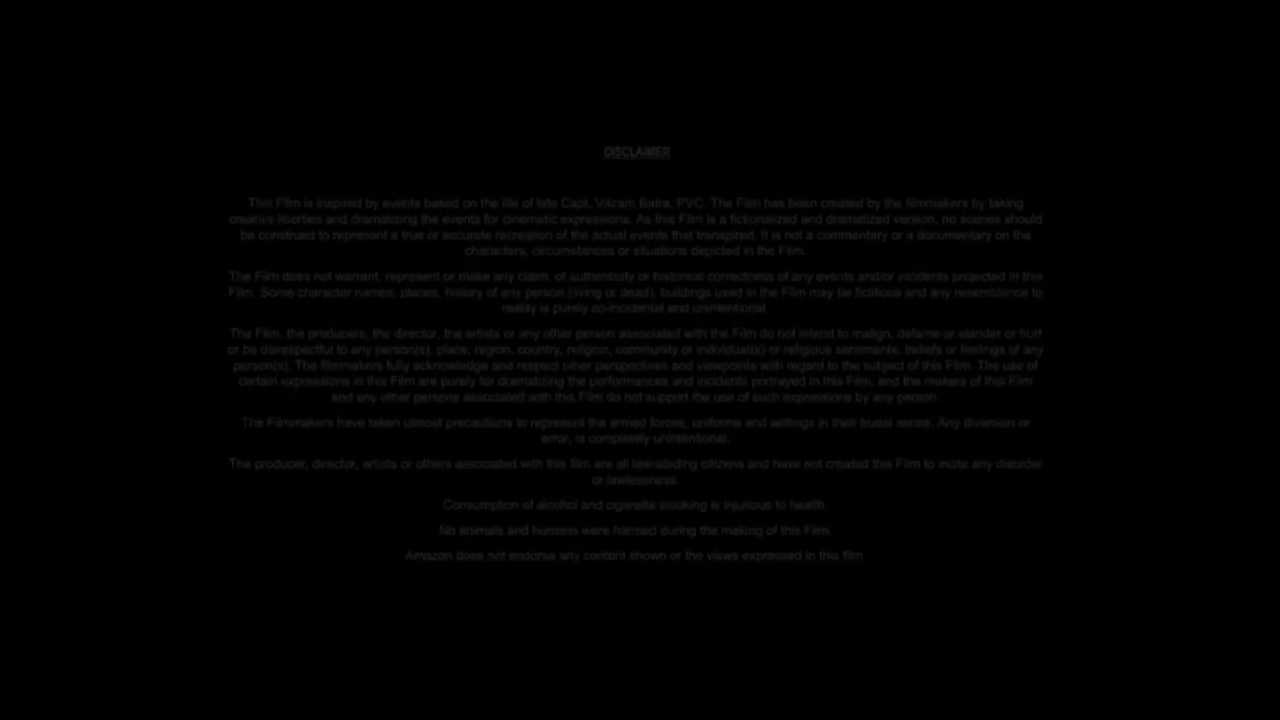 DISCLAIMER
This Film is inspired by events based on the life of late Capt. Vikram Batra, PVC. The Film has been created by the filmmakers by taking
creative liberties and dramatizing the events for cinematic expressions. As this Film is a fictionalized and dramatized version, no scenes should
be construed to represent a true or accurate recreation of the actual events that transpired. It is not a commentary or a documentary on the
characters, circumstances or situations depicted in the Film.
The Film does not warrant, represent or make any claim, of authenticity or historical correctness of any events and/or incidents projected in this
Film. Some character names, places, history of any person (living or dead), buildings used in the Film may be fictitious and any resemblance to
reality is purely co-incidental and unintentional.
The Film, the producers, the director, the artists or any other person associated with the Film do not intend to malign, defame or slander or hurt
or be disrespectful to any person(s), place, region, country, religion, community or individual(s) or religious sentiments, beliefs or feelings of any
person(s). The filmmakers fully acknowledge and respect other perspectives and viewpoints with regard to the subject of this Film. The use of
certain expressions in this Film are purely for dramatizing the performances and incidents portrayed in this Film, and the makers of this Film
and any other persons associated with this Film do not support the use of such expressions by any person.
The Filmmakers have taken utmost precautions to represent the armed forces, uniforms and settings in their truest sense. Any diversion or
error, is completely unintentional.
The producer, director, artists or others associated with this film are all law-abiding citizens and have not created this Film to incite any disorder
or lawlessness.
Consumption of alcohol and cigarette smoking is injurious to health.
No animals and humans were harmed during the making of this Film.
Amazon does not endorse any content shown or the views expressed in this film